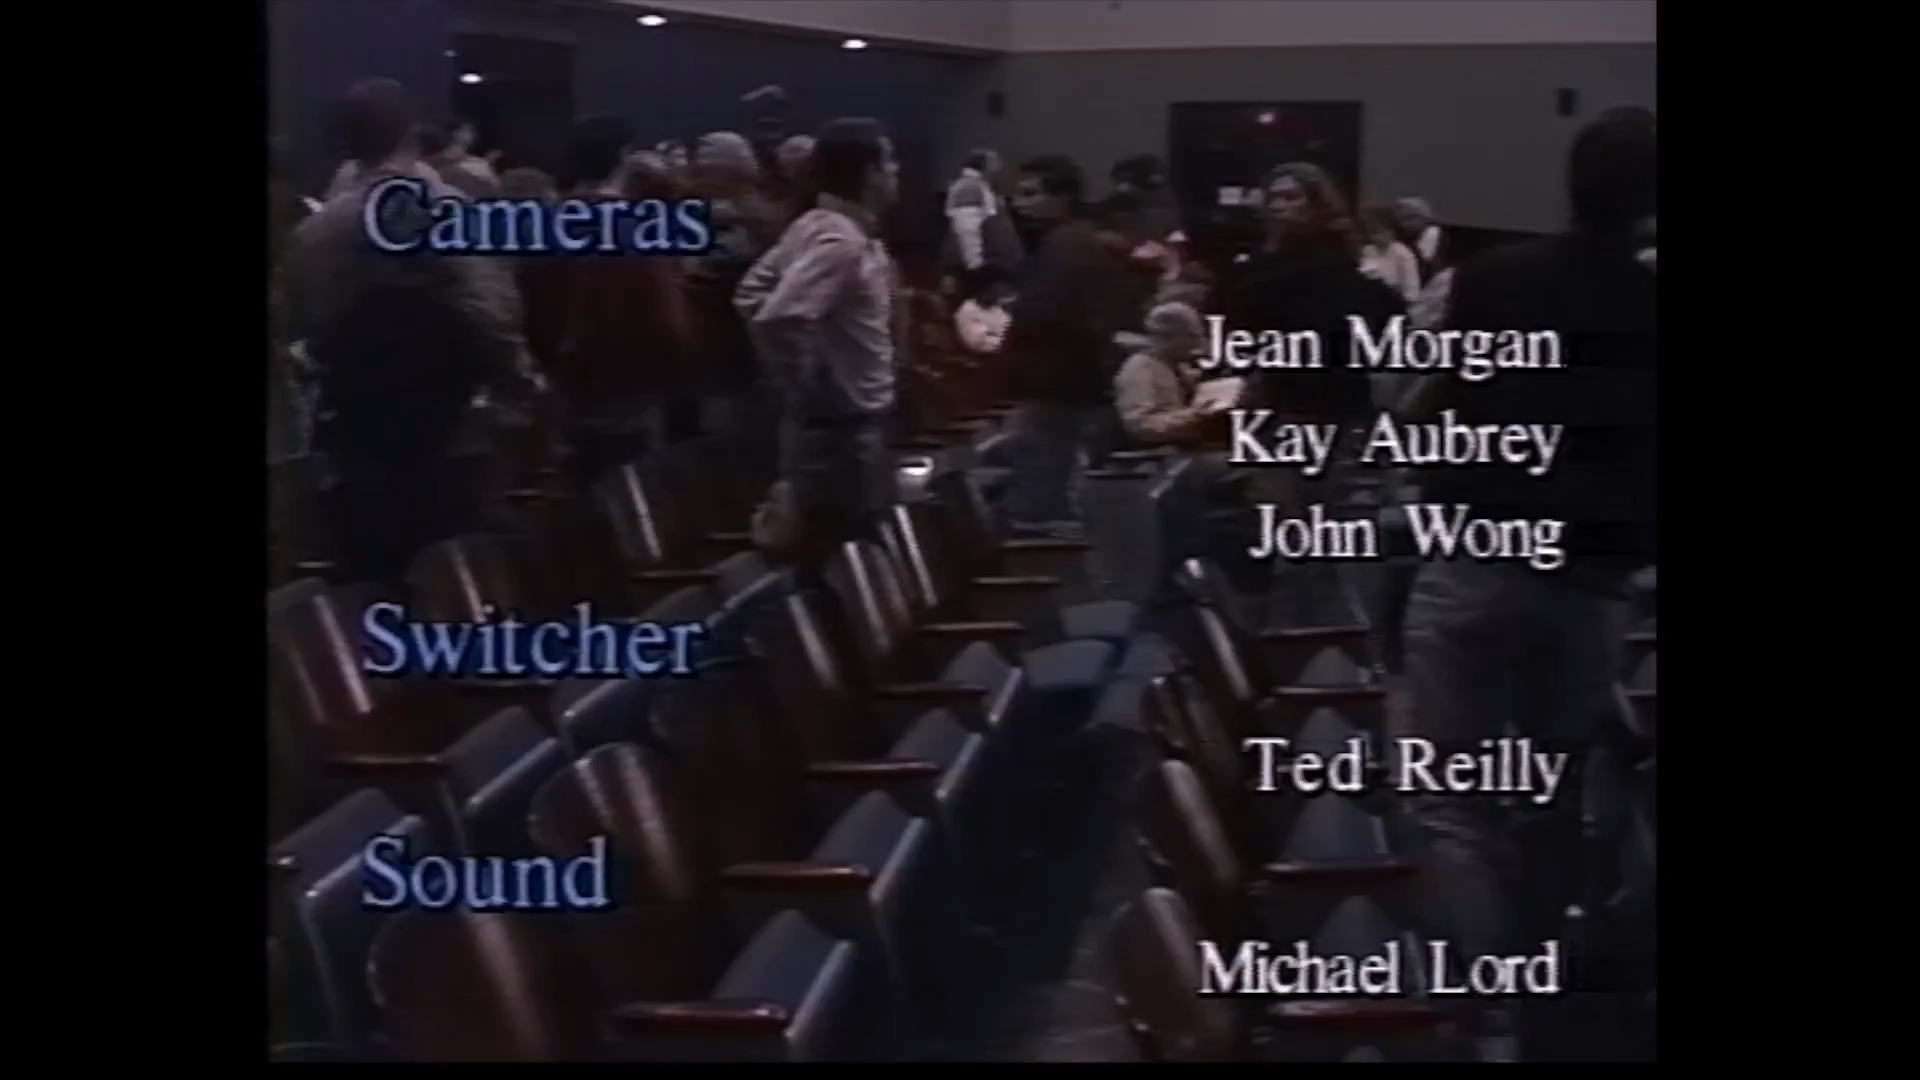 Cameras
Jean Morgan
Kay Aubrey
John Wong
Switcher
Ted Reilly
Sound
Michael Lord